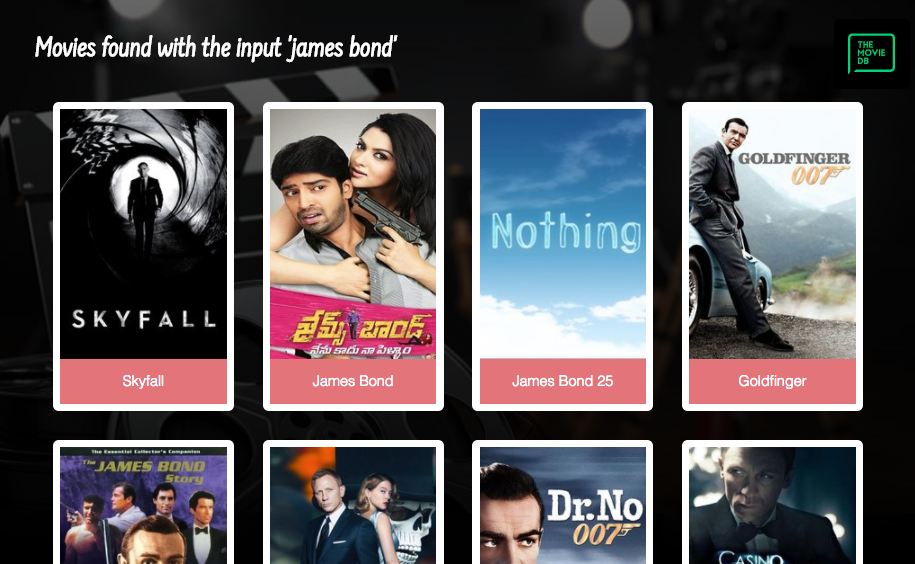 Movies found with the input 'james bond'
THE
MOVIE
DB
SKYFALL
Skyfall
జేమ్స్ బాండ్
నేను కాదు నా పెళ్ళాం
James Bond
Nothing
James Bond 25
GOLDFINGER
007
Goldfinger
The Essential Collector's Companion
The JAMES BOND
Story
Dr.No
007
CASINO